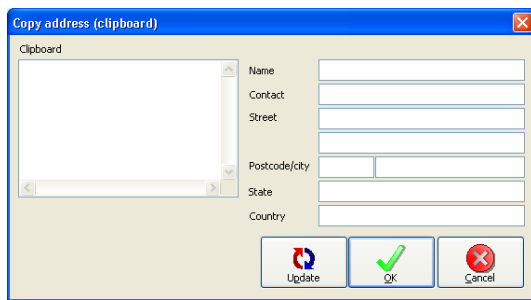 Copy address (clipboard)
Clipboard
Name
Contact
Street
Postcode/city
State
Country
Update
OK
Cancel